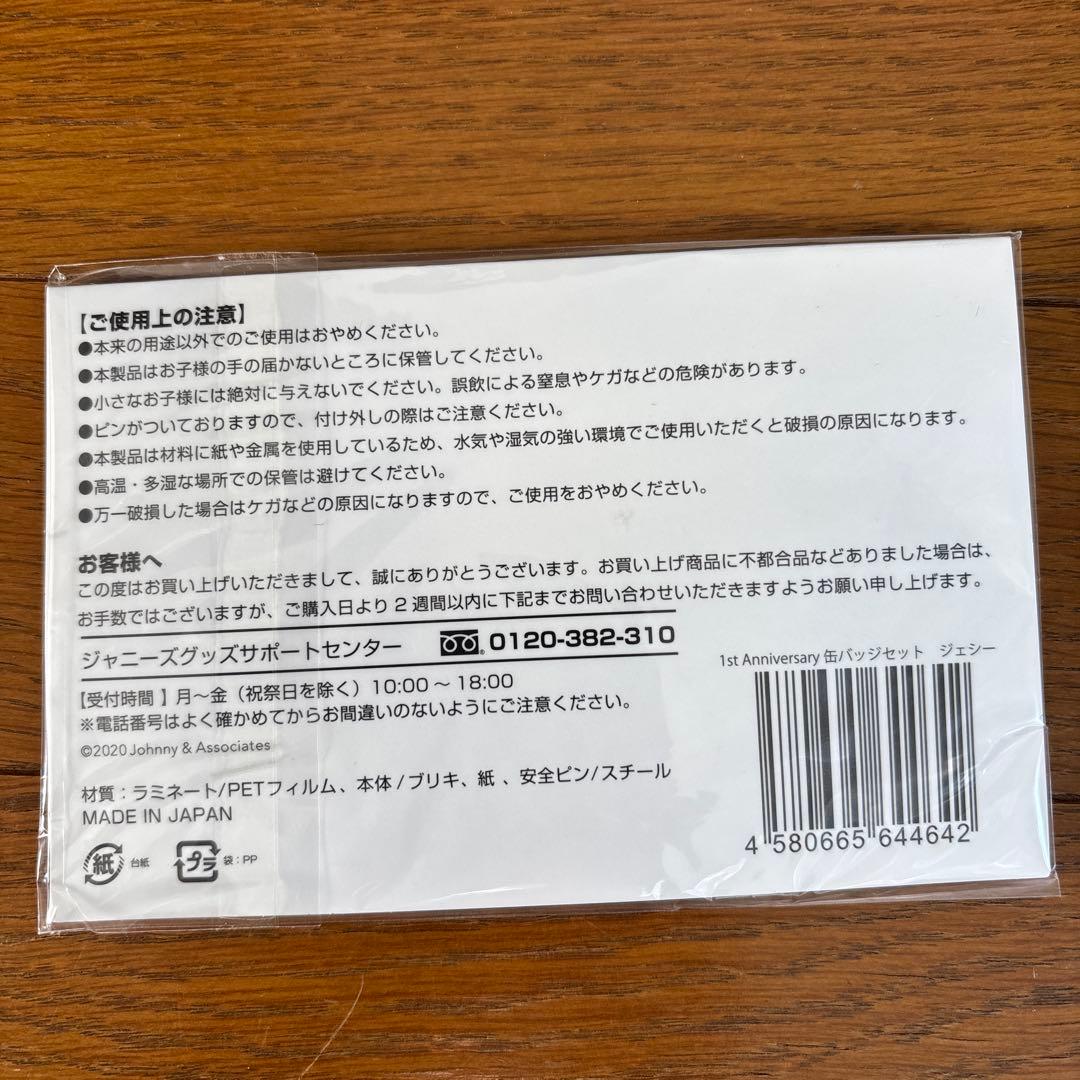 【ご使用上の注意】
●本来の用途以外でのご使用はおやめください。
●本製品はお子様の手の届かないところに保管してください。
●小さなお子様には絶対に与えないでください。誤飲による窒息やケガなどの危険があります。
●ピンがついておりますので、付け外しの際はご注意ください。
●本製品は材料に紙や金属を使用しているため、水気や湿気の強い環境でご使用いただくと破損の原因になります。
●高温・多湿な場所での保管は避けてください。
●万一破損した場合はケガなどの原因になりますので、ご使用をおやめください。
お客様へ
この度はお買い上げいただきまして、誠にありがとうございます。お買い上げ商品に不都合品などありました場合は、
お手数ではございますが、ご購入日より2週間以内に下記までお問い合わせいただきますようお願い申し上げます。
ジャニーズグッズサポートセンター 0120-382-310
【受付時間 】月〜金（祝祭日を除く）10:00 〜 18:00
※電話番号はよく確かめてからお間違いのないようにご注意ください。
©2020 Johnny & Associates
材質：ラミネート/PETフィルム、本体 / ブリキ、紙 、安全ピン/スチール
MADE IN JAPAN
紙 台紙 プラ 袋：PP
1st Anniversary 缶バッジセット　ジェシー
4 580665 644642